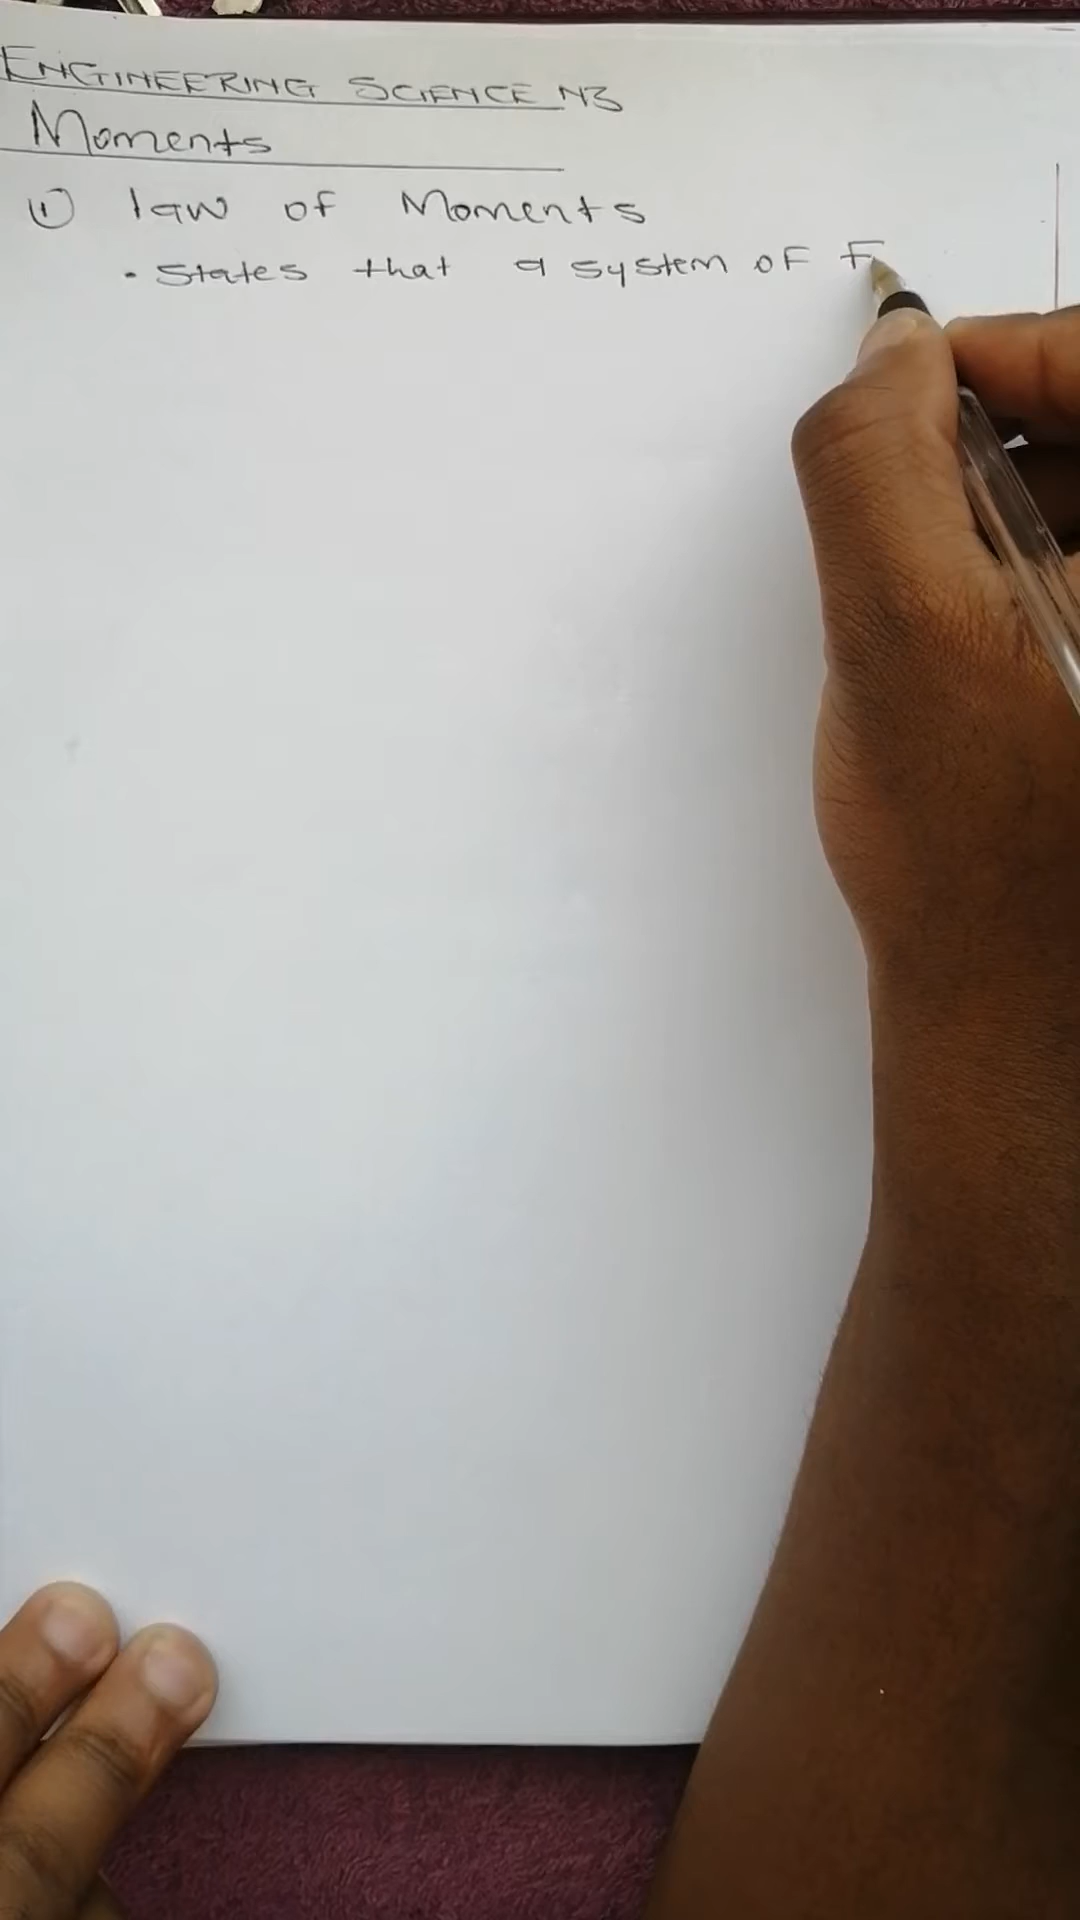 ENGINEERING SCIENCE N3
Moments
① law of Moments
• States that a system of F